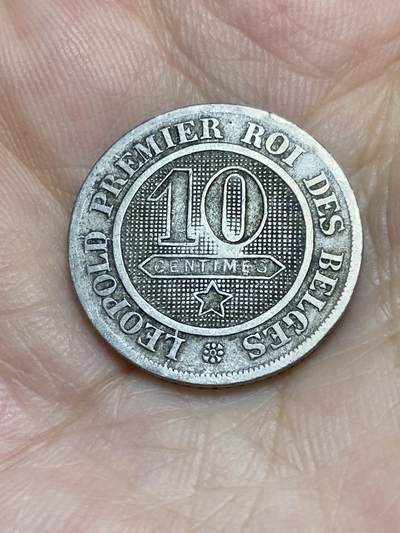 LEOPOLD PREMIER ROI DES BELGES
10
CENTIMES